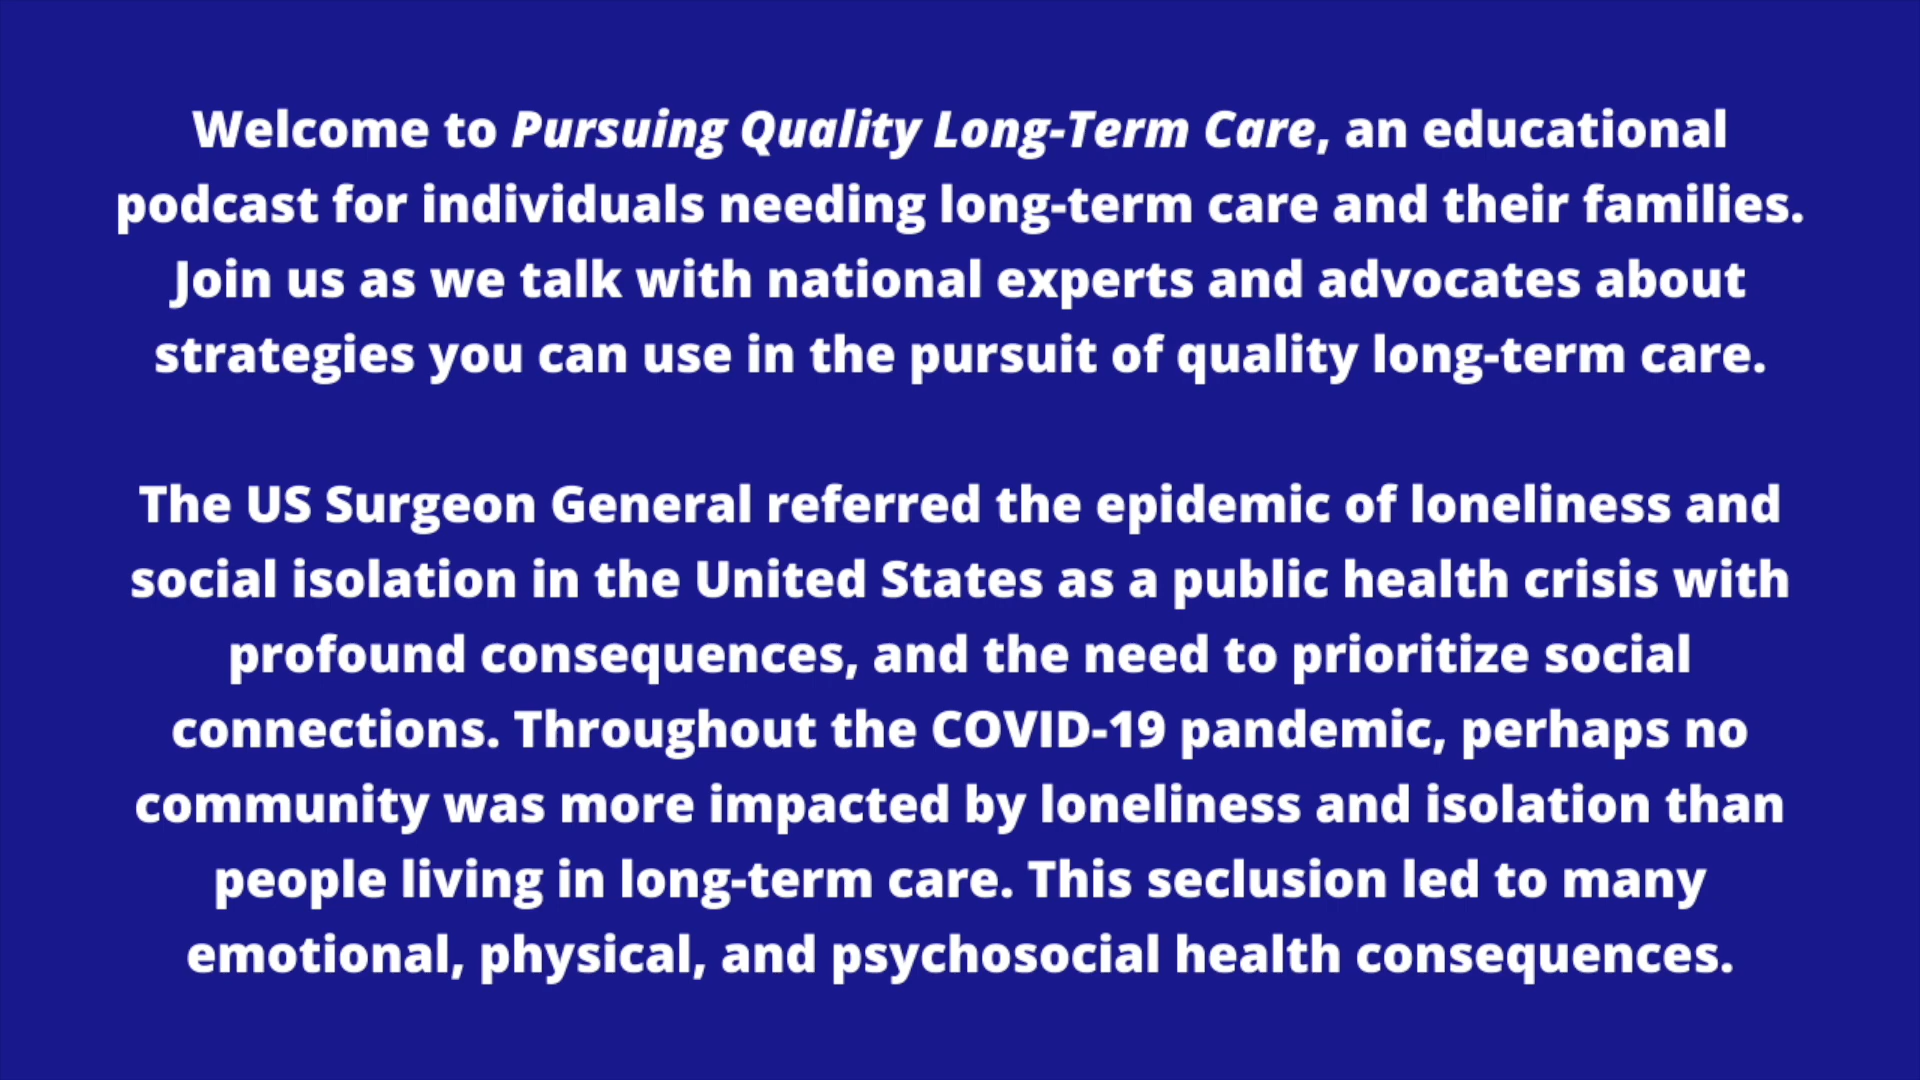 Welcome to Pursuing Quality Long-Term Care, an educational
podcast for individuals needing long-term care and their families.
Join us as we talk with national experts and advocates about
strategies you can use in the pursuit of quality long-term care.
The US Surgeon General referred the epidemic of loneliness and
social isolation in the United States as a public health crisis with
profound consequences, and the need to prioritize social
connections. Throughout the COVID-19 pandemic, perhaps no
community was more impacted by loneliness and isolation than
people living in long-term care. This seclusion led to many
emotional, physical, and psychosocial health consequences.